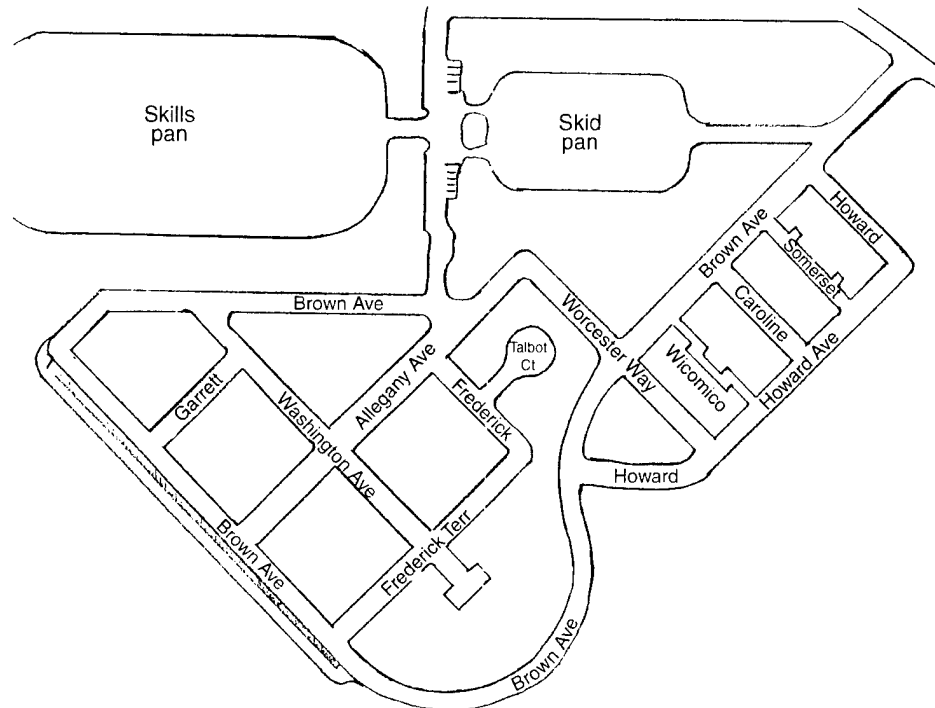 Skills
pan
Skid
pan
Howard
Brown Ave
Somerset
Brown Ave
Caroline
Worcester Way
Talbot
Ct
Allegany Ave
Frederick
Wicomico
Howard Ave
Garrett
Washington Ave
Howard
Brown Ave
Frederick Terr
Brown Ave